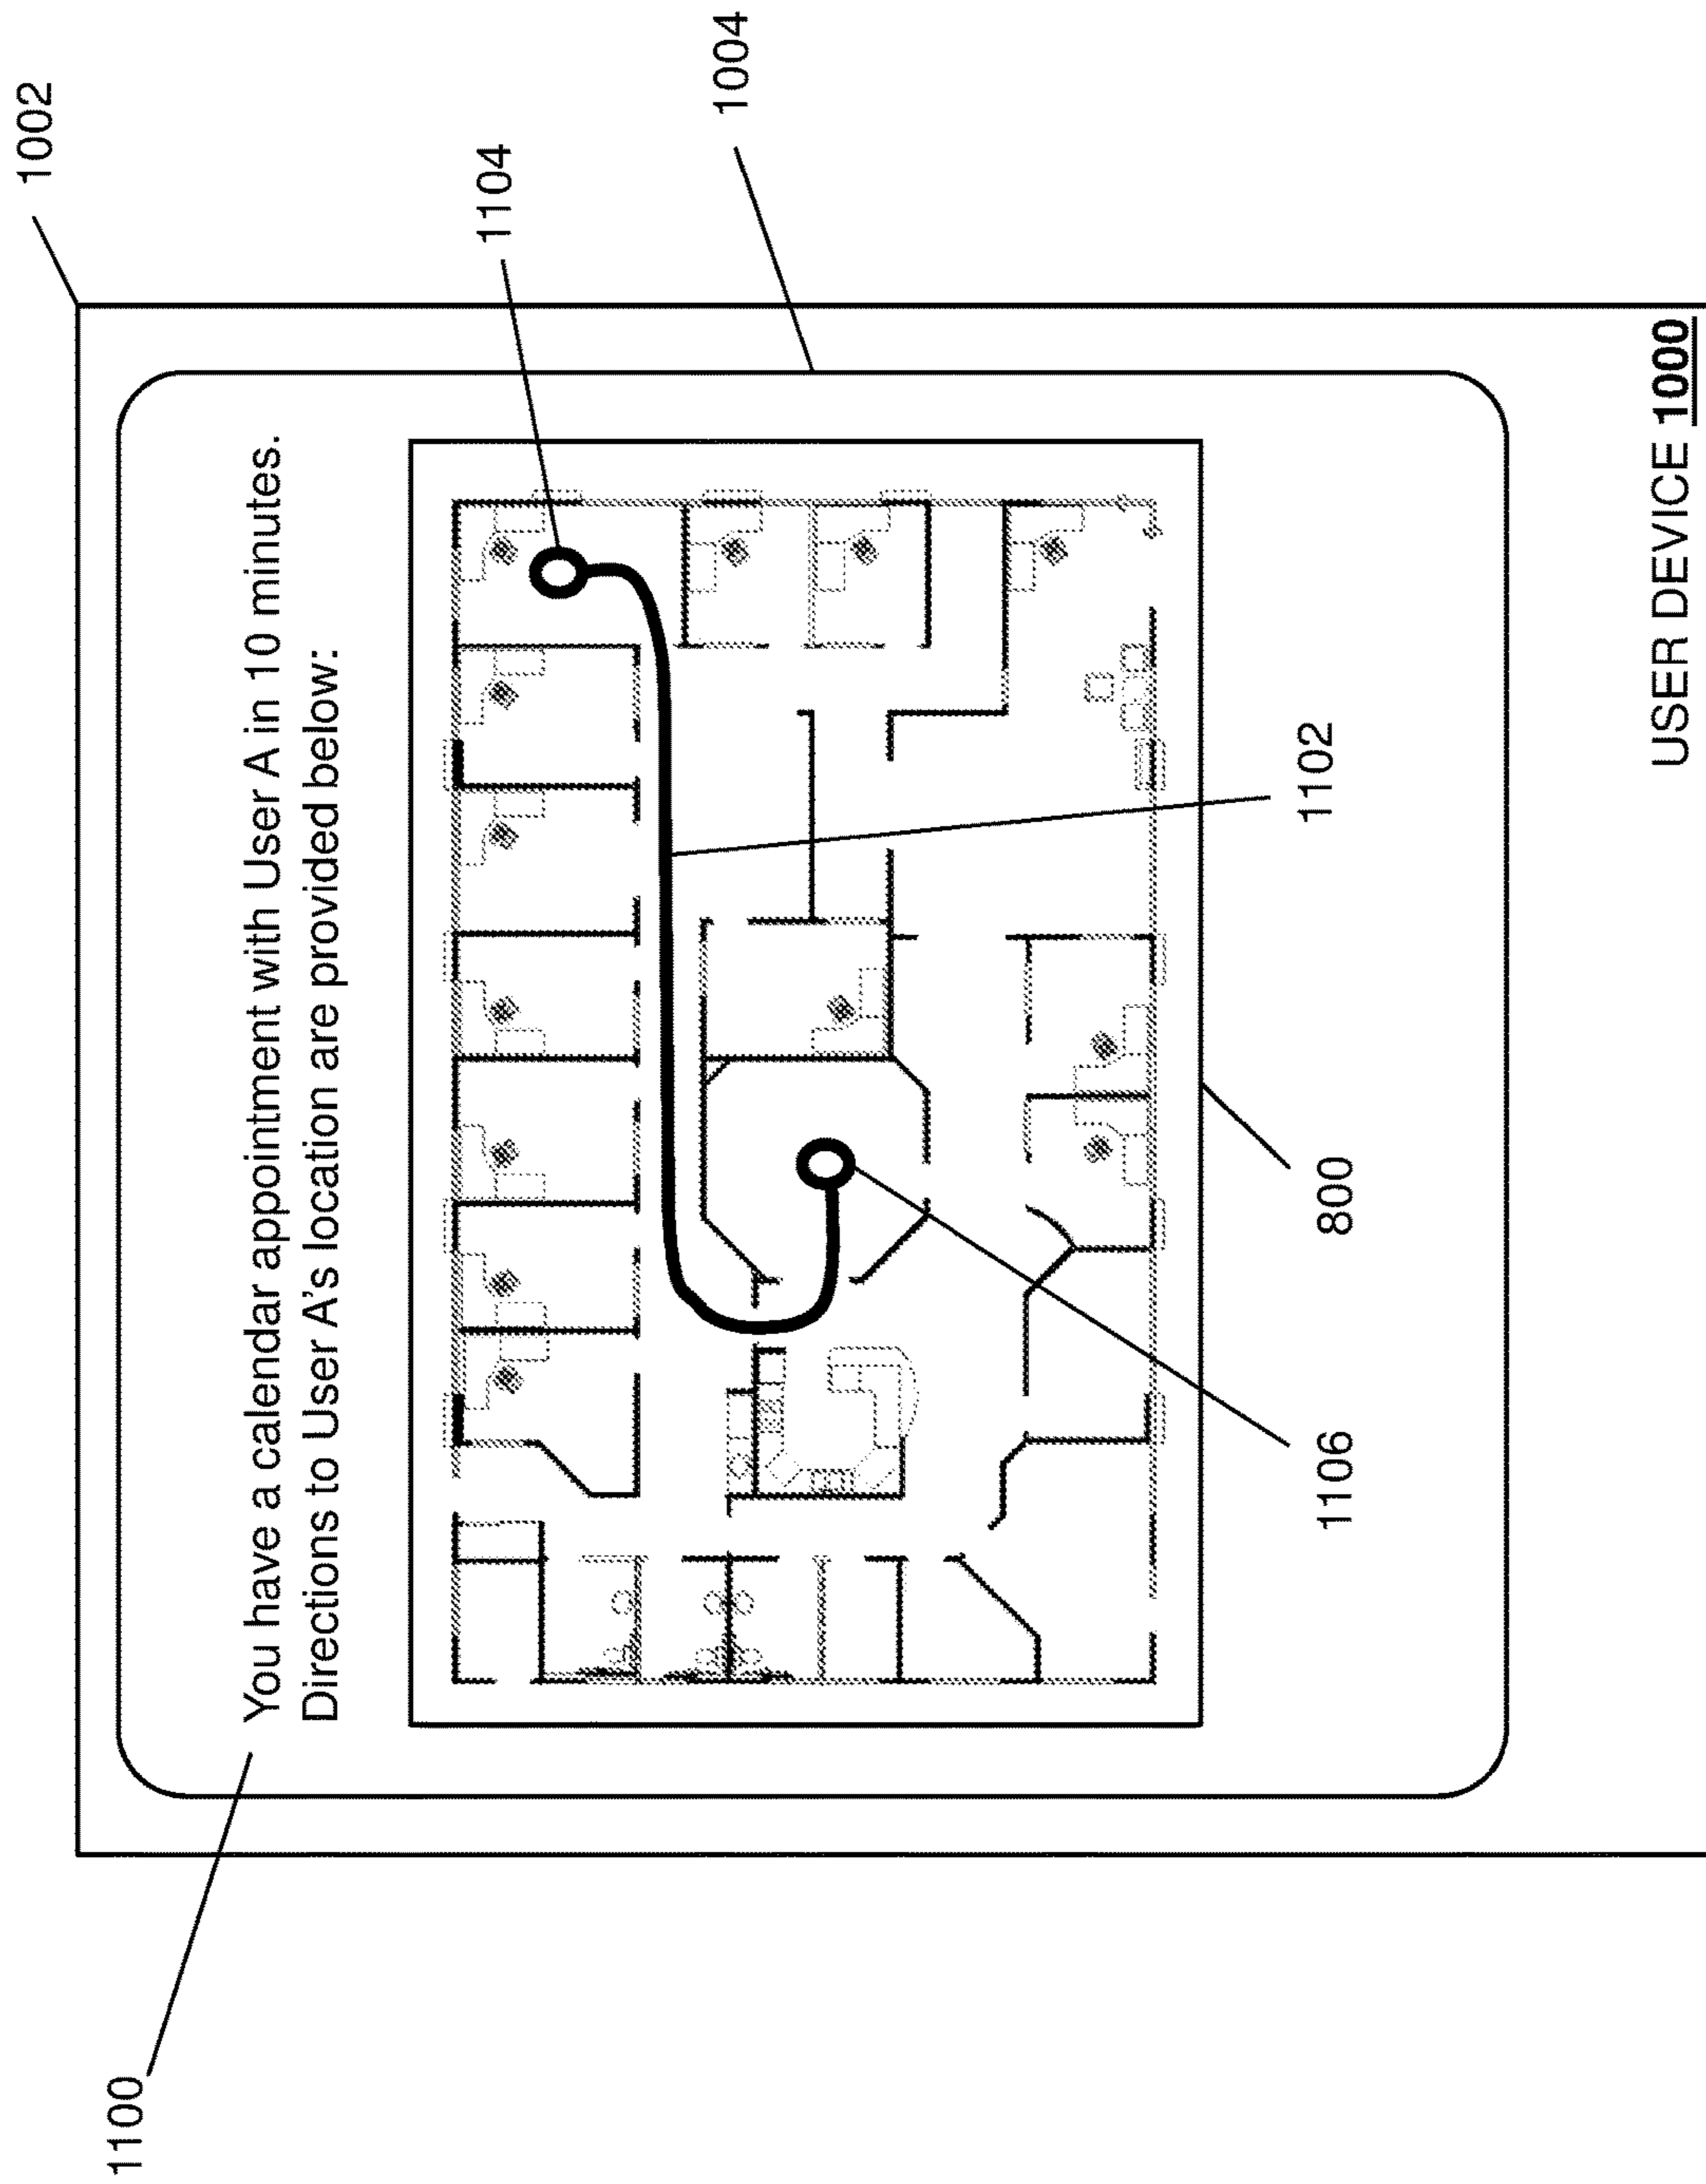 1002
1104
1004
1100
You have a calendar appointment with User A in 10 minutes.
Directions to User A's location are provided below:
1102
800
1106
USER DEVICE 1000